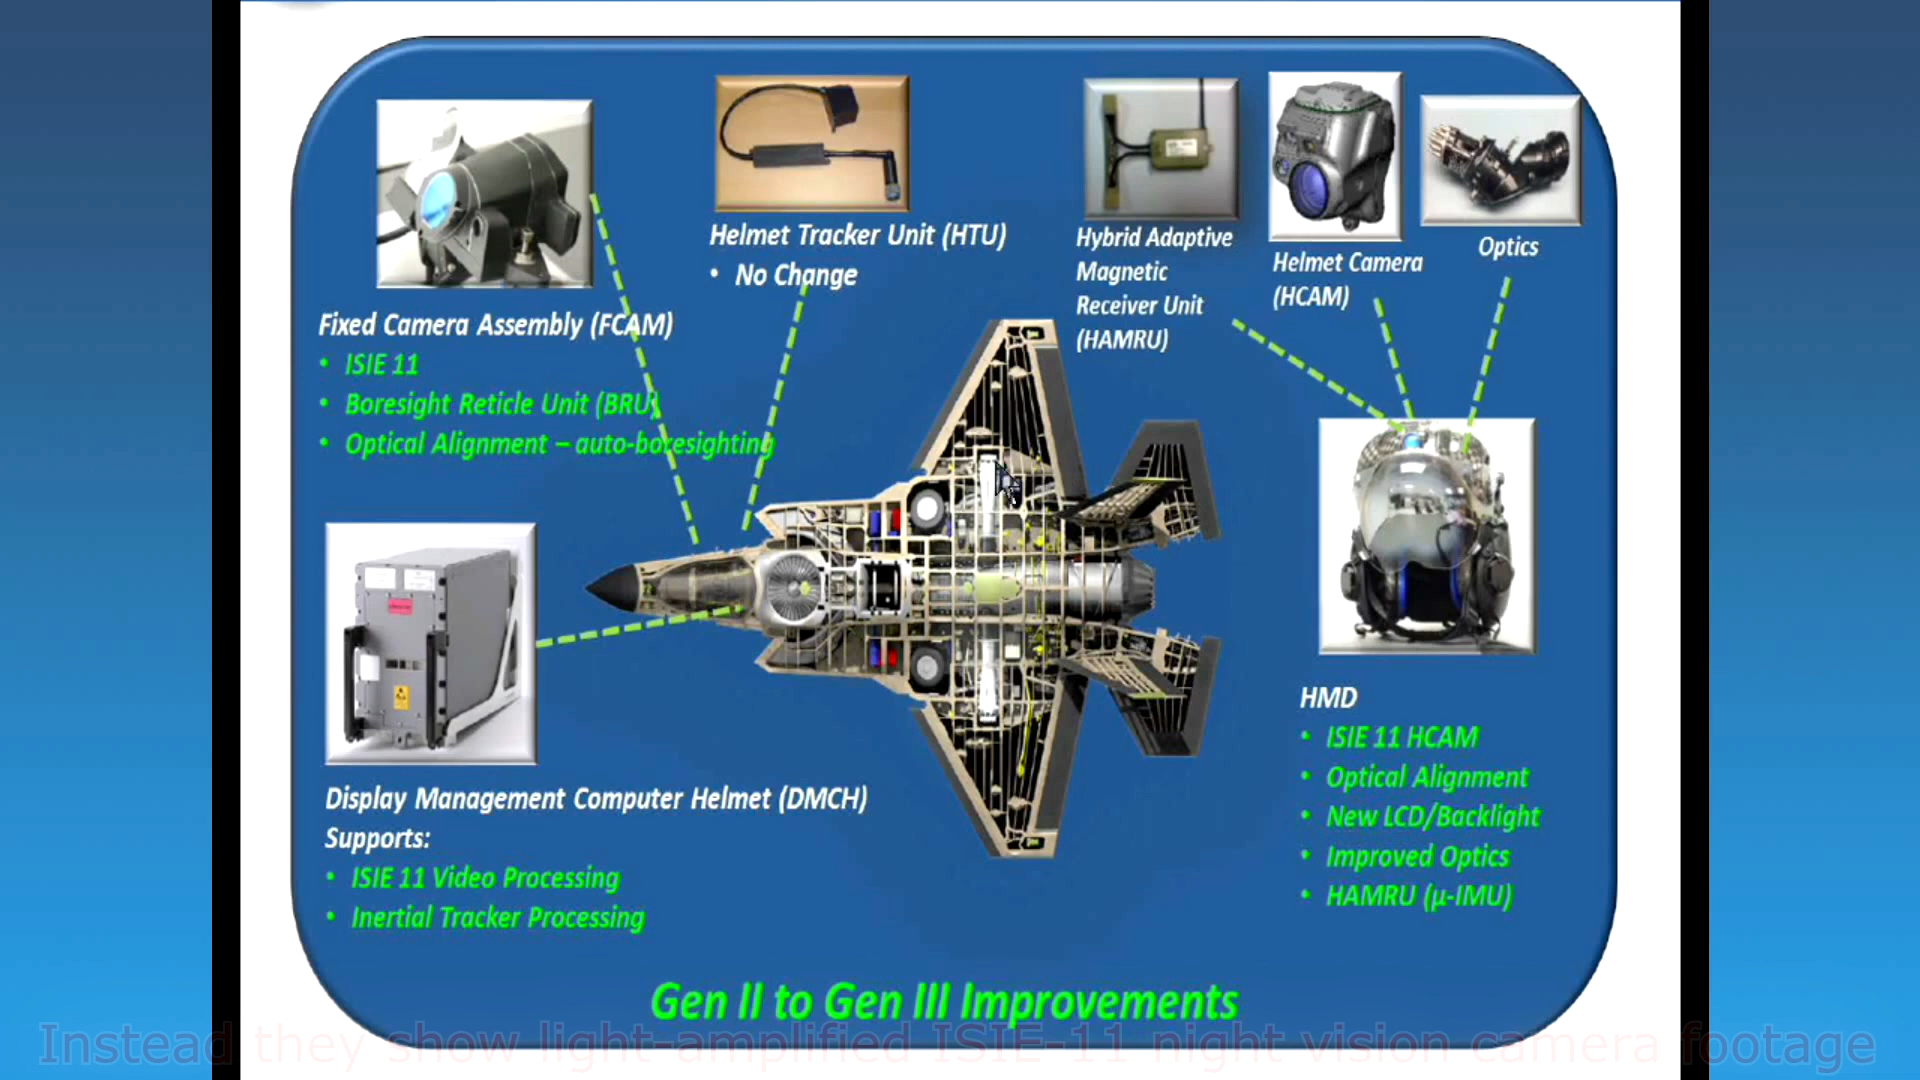 Helmet Tracker Unit (HTU)
• No Change
Hybrid Adaptive
Magnetic
Receiver Unit
(HAMRU)
Helmet Camera
(HCAM)
Optics
Fixed Camera Assembly (FCAM)
• ISIE 11
• Boresight Reticle Unit (BRU)
• Optical Alignment – auto-boresighting
Display Management Computer Helmet (DMCH)
Supports:
• ISIE 11 Video Processing
• Inertial Tracker Processing
HMD
• ISIE 11 HCAM
• Optical Alignment
• New LCD/Backlight
• Improved Optics
• HAMRU (µ-IMU)
Gen II to Gen III Improvements
Instead they show light-amplified ISIE-11 night vision camera footage